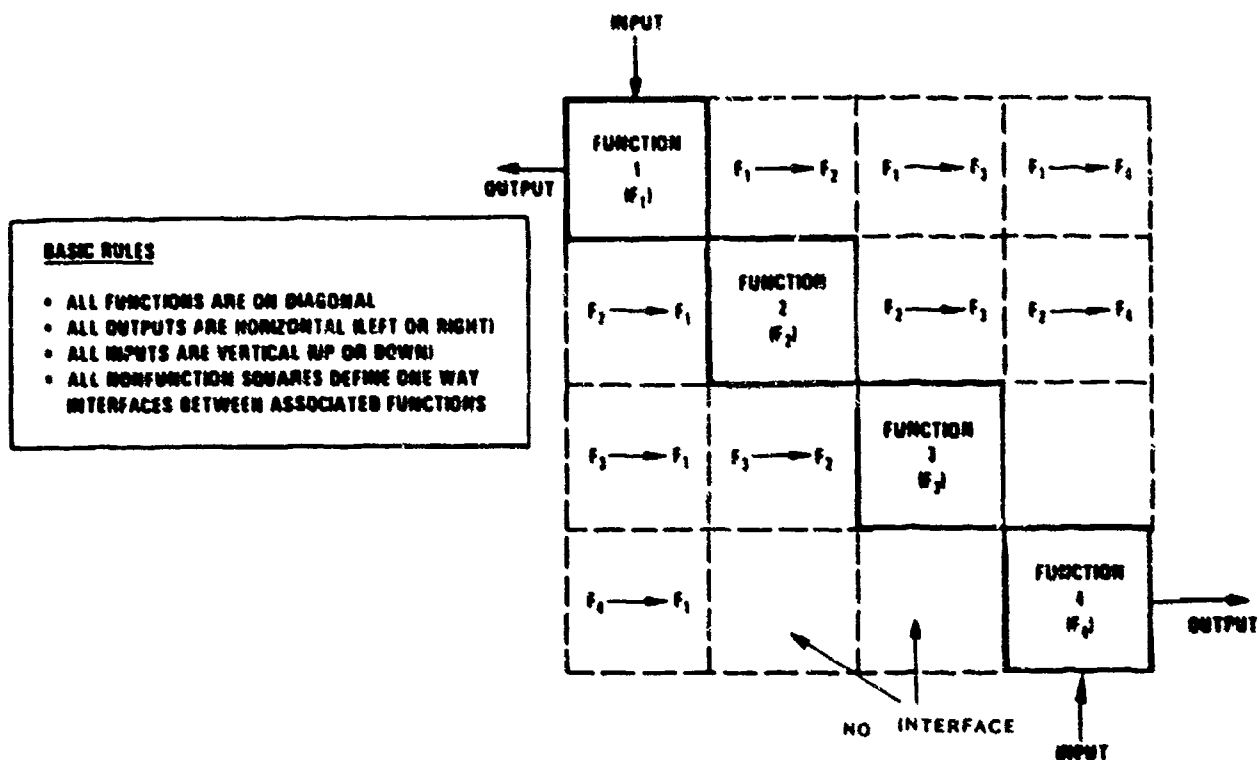 INPUT
FUNCTION
1
(F₁)
F₁ → F₂
F₁ → F₃
F₁ → F₄
OUTPUT
BASIC RULES
• ALL FUNCTIONS ARE ON DIAGONAL
• ALL OUTPUTS ARE HORIZONTAL (LEFT OR RIGHT)
• ALL INPUTS ARE VERTICAL (UP OR DOWN)
• ALL NONFUNCTION SQUARES DEFINE ONE WAY
INTERFACES BETWEEN ASSOCIATED FUNCTIONS
F₂ → F₁
FUNCTION
2
(F₂)
F₂ → F₃
F₂ → F₄
F₃ → F₁
F₃ → F₂
FUNCTION
3
(F₃)
F₄ → F₁
FUNCTION
4
(F₄)
OUTPUT
NO INTERFACE
INPUT